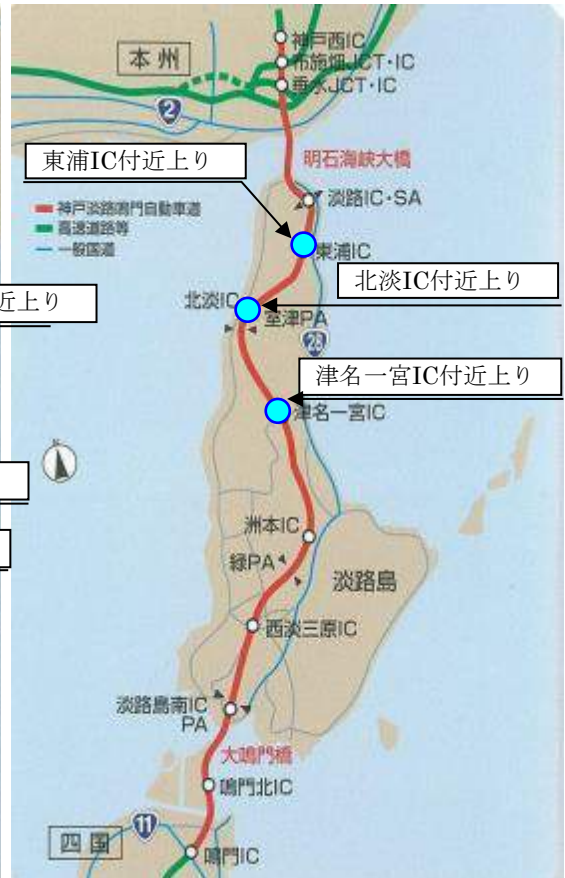 神戸西IC
本州
布施畑JCT・IC
垂水JCT・IC
2
明石海峡大橋
東浦IC付近上り
淡路IC・SA
神戸淡路鳴門自動車道
高速道路等
一般国道
東浦IC
北淡IC付近上り
近上り
北淡IC
室津PA
28
津名一宮IC付近上り
津名一宮IC
洲本IC
緑PA
淡路島
西淡三原IC
淡路島南IC
PA
大鳴門橋
鳴門北IC
11
四国
鳴門IC